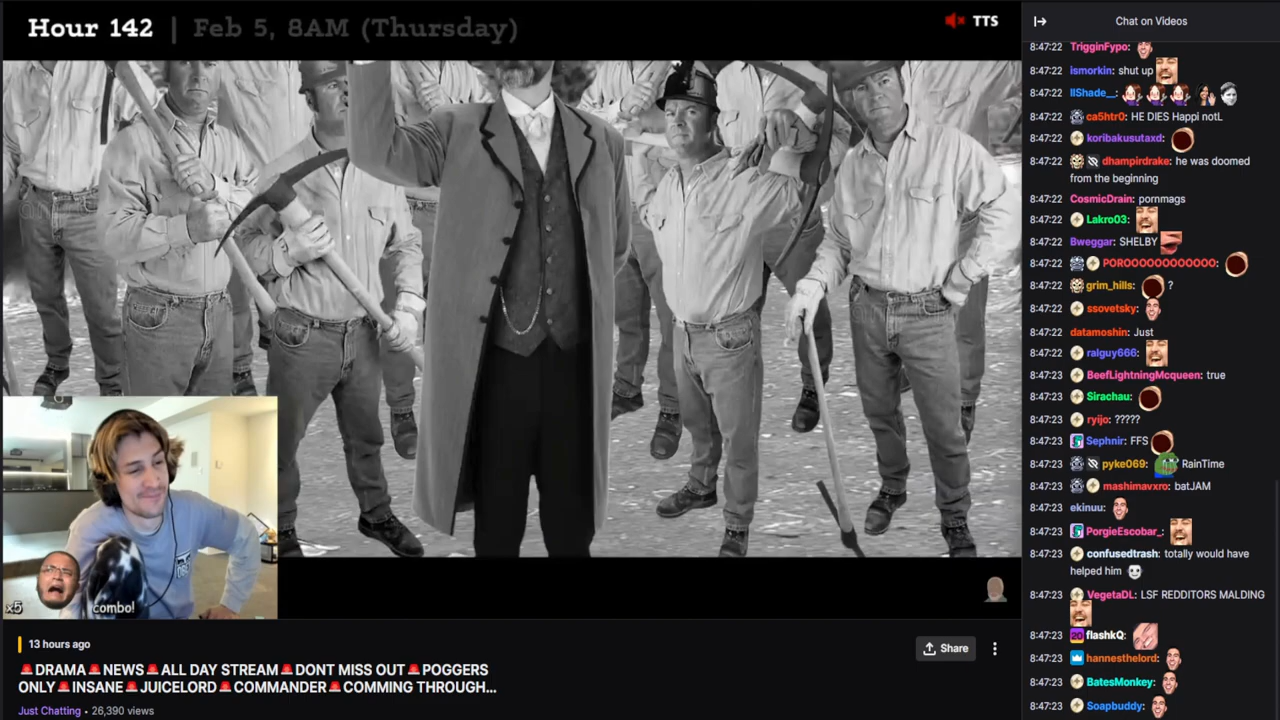 Hour 142 | Feb 5, 8AM (Thursday)
TTS
x5
combo!
13 hours ago
Share
🚨DRAMA🚨NEWS🚨ALL DAY STREAM🚨DONT MISS OUT🚨POGGERS
ONLY🚨INSANE🚨JUICELORD🚨COMMANDER🚨COMMING THROUGH...
Just Chatting • 26,390 views
Chat on Videos
8:47:22 TrigginFypo:
8:47:22 ismorkin: shut up
8:47:22 IIShade__:
8:47:22 ca5htr0: HE DIES Happi notL
8:47:22 koribakusutaxd:
8:47:22 dhampirdrake: he was doomed
from the beginning
8:47:22 CosmicDrain: pornmags
8:47:22 Lakro03:
8:47:22 Bweggar: SHELBY
8:47:22 POROOOOOOOOOOOO:
8:47:22 grim_hills: ?
8:47:22 ssovetsky:
8:47:22 datamoshin: Just
8:47:22 ralguy666:
8:47:23 BeefLightningMcqueen: true
8:47:23 Sirachau:
8:47:23 ryijo: ?????
8:47:23 Sephnir: FFS
8:47:23 pyke069: RainTime
8:47:23 mashimavxro: batJAM
8:47:23 ekinuu:
8:47:23 PorgieEscobar_:
8:47:23 confusedtrash: totally would have
helped him
8:47:23 VegetaDL: LSF REDDITORS MALDING
8:47:23 flashkQ:
8:47:23 hannesthelord:
8:47:23 BatesMonkey:
8:47:23 Soapbuddy: